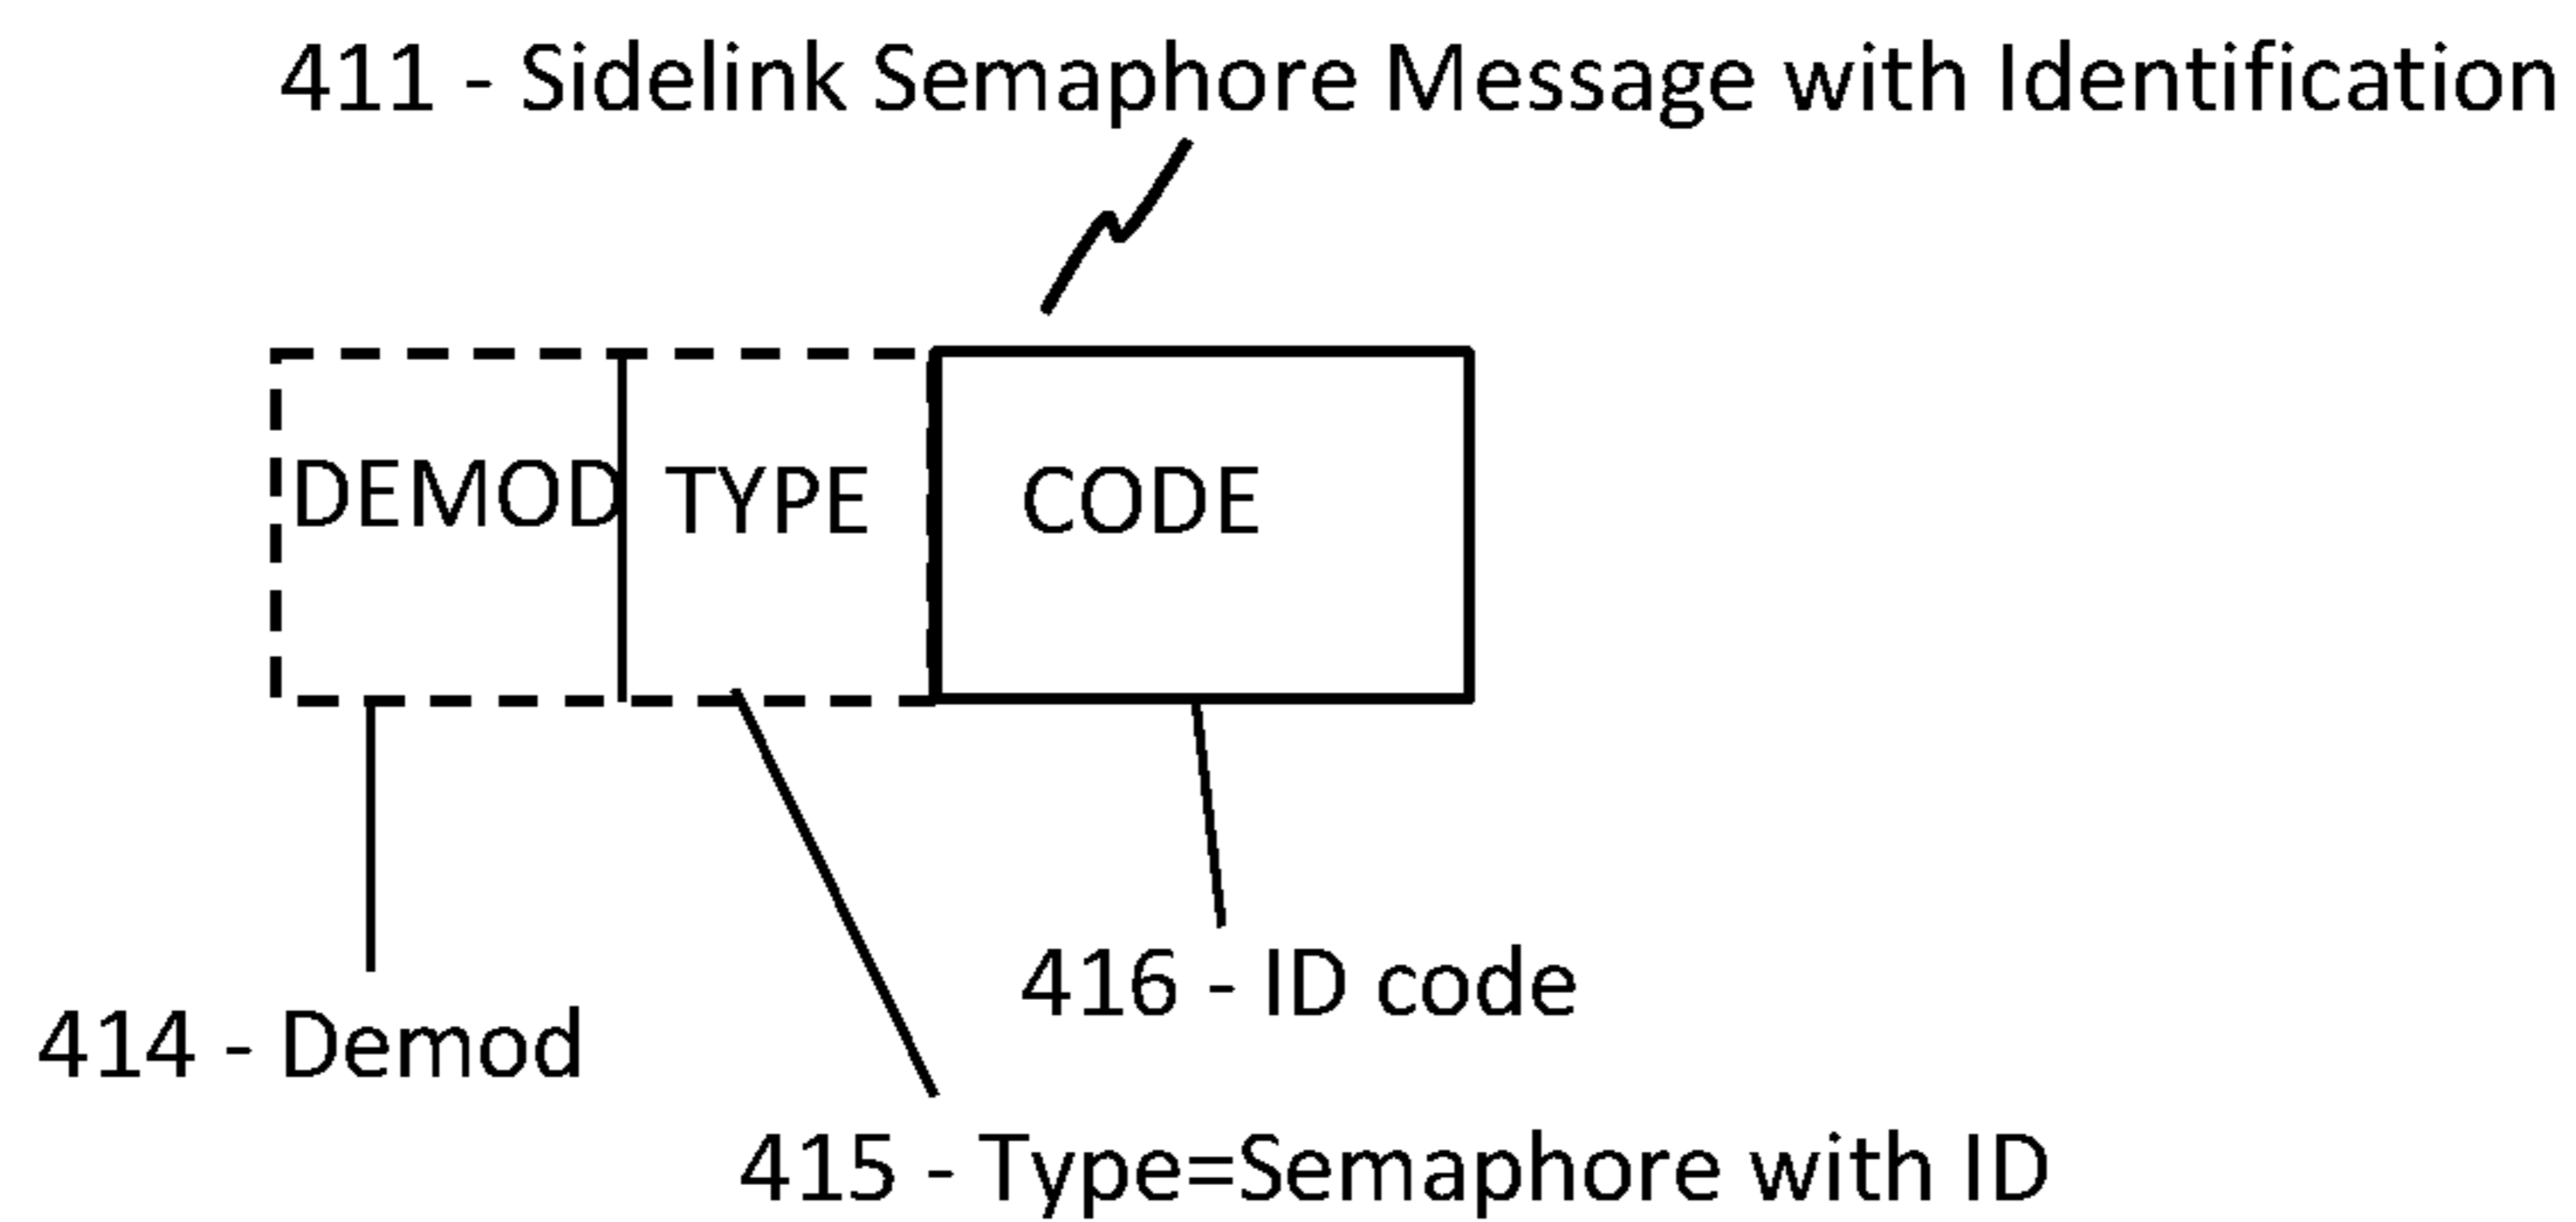 411 - Sidelink Semaphore Message with Identification
DEMOD TYPE CODE
416 - ID code
414 - Demod
415 - Type=Semaphore with ID